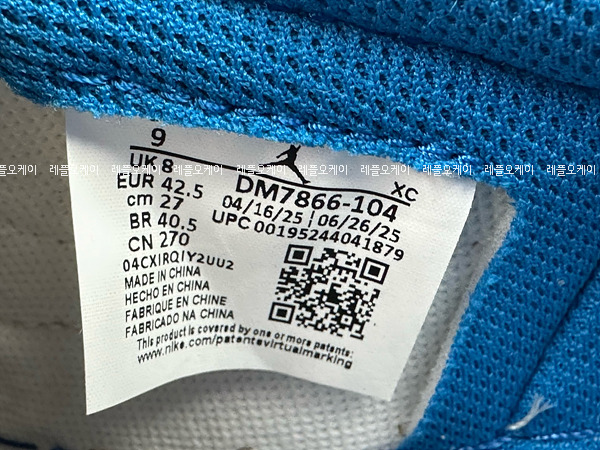 9
UK 8
EUR 42.5
cm 27
BR 40.5
CN 270
XC
DM7866-104
04/16/25 | 06/26/25
UPC 00195244041879
04CXIRQIY2UU2
MADE IN CHINA
HECHO EN CHINA
FABRIQUE EN CHINE
FABRICADO NA CHINA
This product is covered by one or more patents:
www.nike.com/patentsvirtualmarking
레플오케이 레플오케이 레플오케이 레플오케이 레플오케이 레플오케이 레플오케이 레플오케이